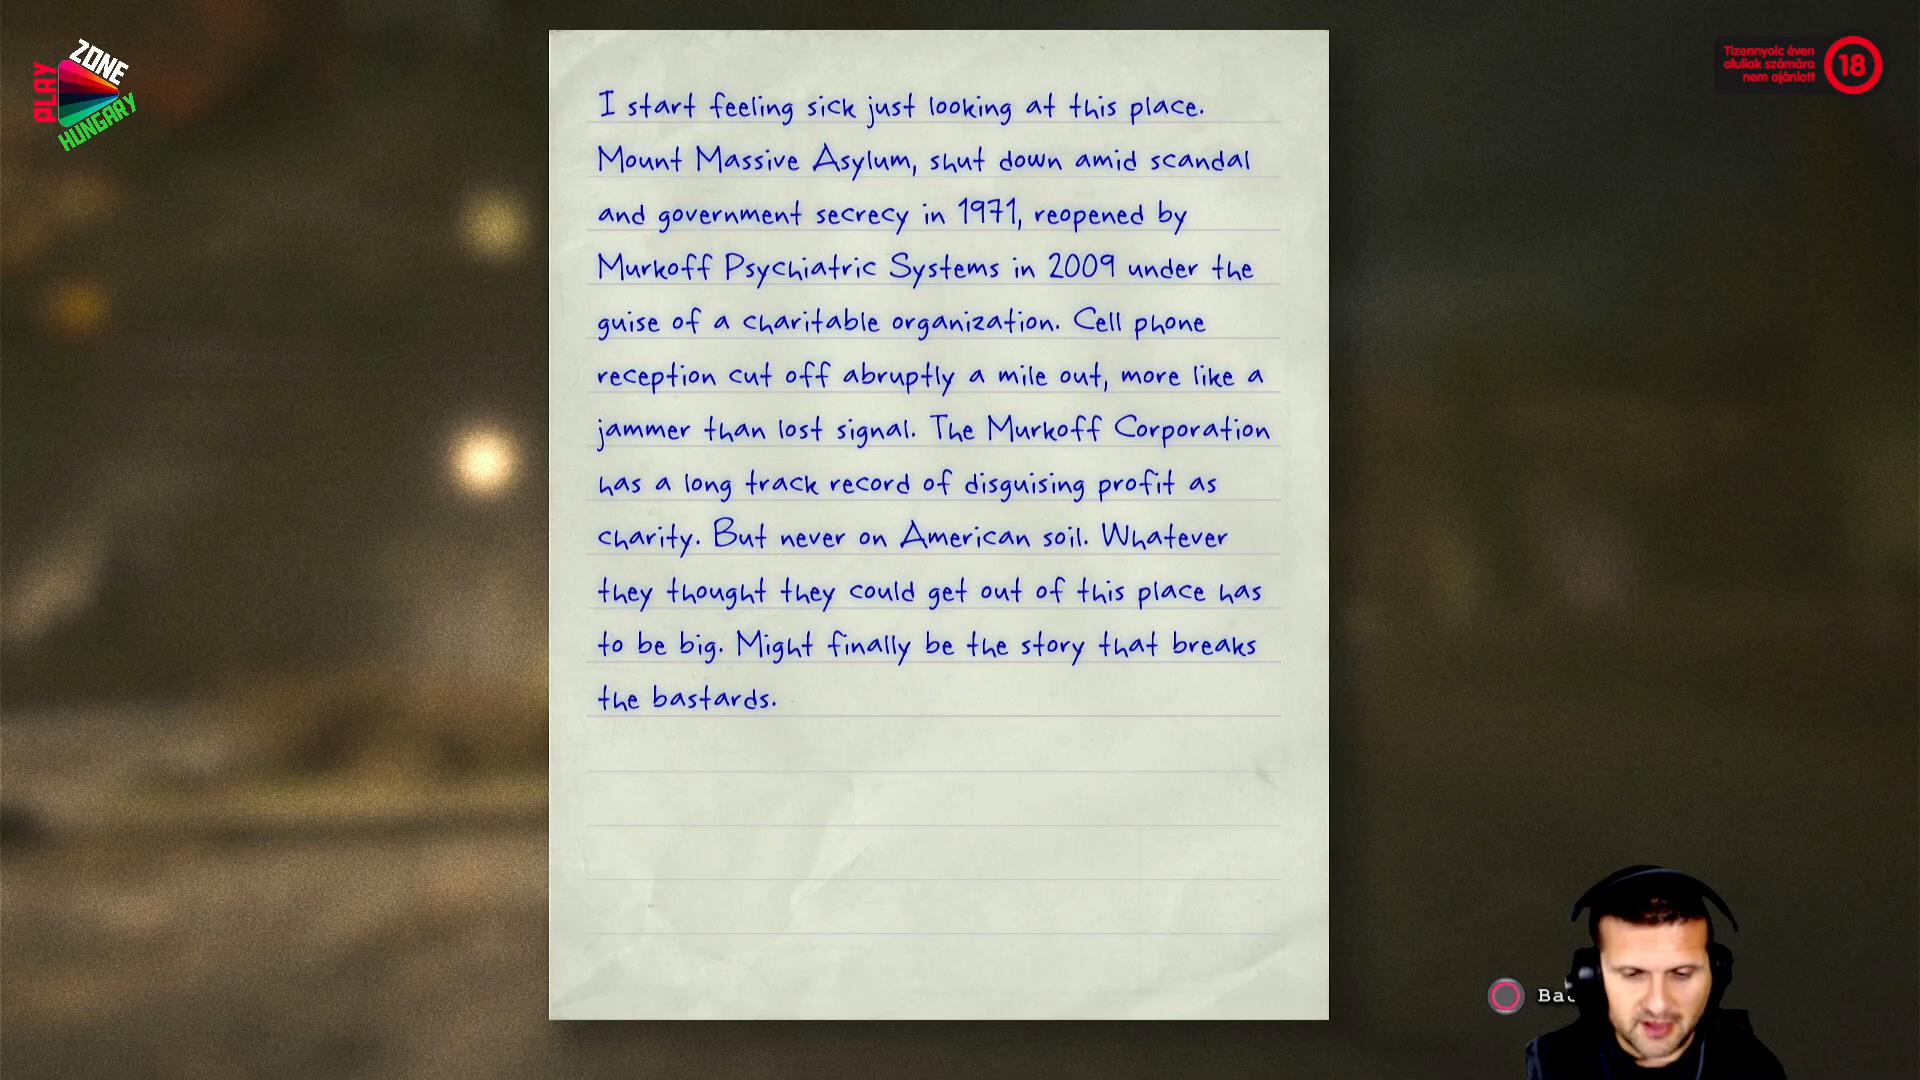 PLAY
ZONE
HUNGARY
Tizennyolc éven
aluliak számára
nem ajánlott
18
I start feeling sick just looking at this place.
Mount Massive Asylum, shut down amid scandal
and government secrecy in 1971, reopened by
Murkoff Psychiatric Systems in 2009 under the
guise of a charitable organization. Cell phone
reception cut off abruptly a mile out, more like a
jammer than lost signal. The Murkoff Corporation
has a long track record of disguising profit as
charity. But never on American soil. Whatever
they thought they could get out of this place has
to be big. Might finally be the story that breaks
the bastards.